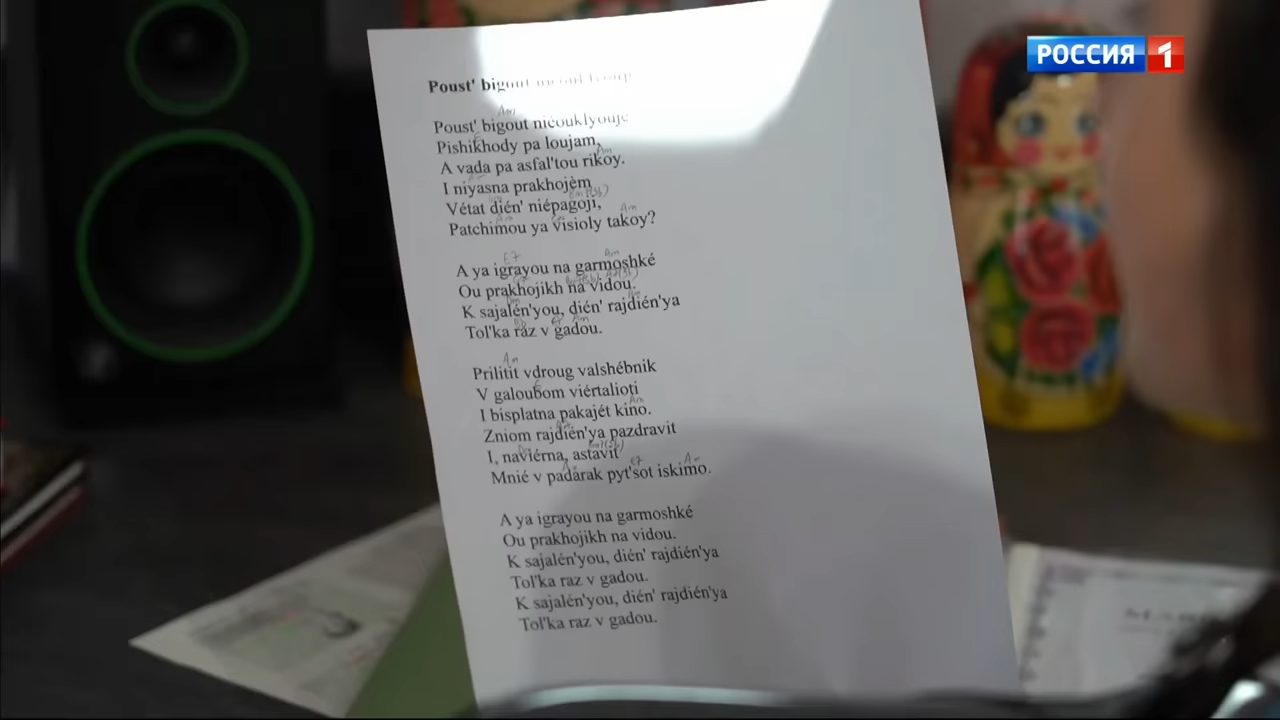 РОССИЯ 1
Poust' bigout
Poust' bigout niéouklyoujé
Pishikhody pa loujam,
A vada pa asfal'tou rikoy.
I niyasna prakhojèm
Vétat dién' niépagoji,
Patchimou ya visioly takoy?
A ya igrayou na garmoshké
Ou prakhojikh na vidou.
K sajalén'you, dién' rajdién'ya
Tol'ka raz v gadou.
Prilitit vdroug valshébnik
V galoubom viértalioti
I bisplatna pakajét kino.
Zniom rajdién'ya pazdravit
I, naviérna, astavit
Mnié v padarak pyt'sot iskimo.
A ya igrayou na garmoshké
Ou prakhojikh na vidou.
K sajalén'you, dién' rajdién'ya
Tol'ka raz v gadou.
K sajalén'you, dién' rajdién'ya
Tol'ka raz v gadou.